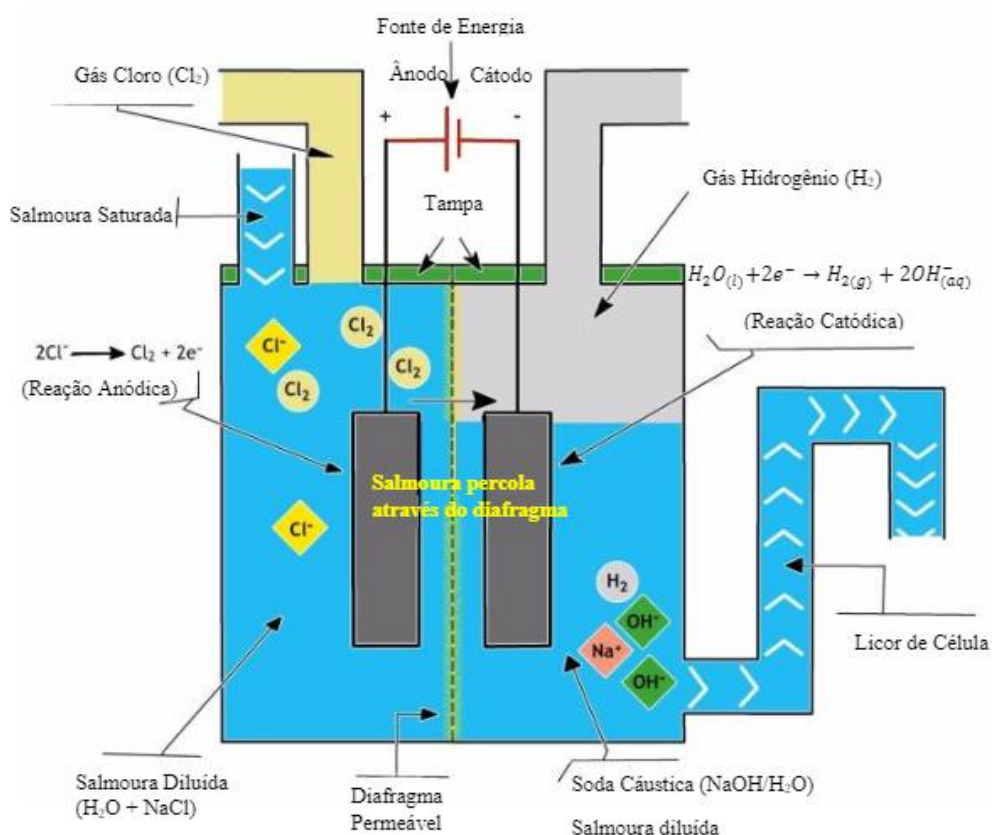 Fonte de Energia
Gás Cloro (Cl₂)
Ânodo
Cátodo
+
-
Gás Hidrogênio (H₂)
Tampa
Salmoura Saturada
H₂O₍ₗ₎+2e⁻ → H₂₍g₎ + 2OH⁻₍aq₎
(Reação Catódica)
Cl₂
Cl⁻
2Cl⁻ → Cl₂ + 2e⁻
Cl₂
Cl₂
(Reação Anódica)
Salmoura percola
através do diafragma
Cl⁻
H₂
OH⁻
Na⁺
OH⁻
Licor de Célula
Salmoura Diluída
(H₂O + NaCl)
Diafragma
Permeável
Soda Cáustica (NaOH/H₂O)
Salmoura diluída